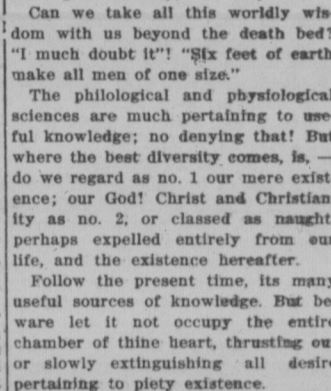 Can we take all this worldly wis
dom with us beyond the death bed?
"I much doubt it"! "Six feet of earth
make all men of one size."
The philological and physiological
sciences are much pertaining to use
ful knowledge; no denying that! But
where the best diversity comes, is, —
do we regard as no. 1 our mere exist
ence; our God! Christ and Christian
ity as no. 2, or classed as naught
perhaps expelled entirely from our
life, and the existence hereafter.
Follow the present time, its many
useful sources of knowledge. But be
ware let it not occupy the entire
chamber of thine heart, thrusting ou
or slowly extinguishing all desir
pertaining to piety existence.